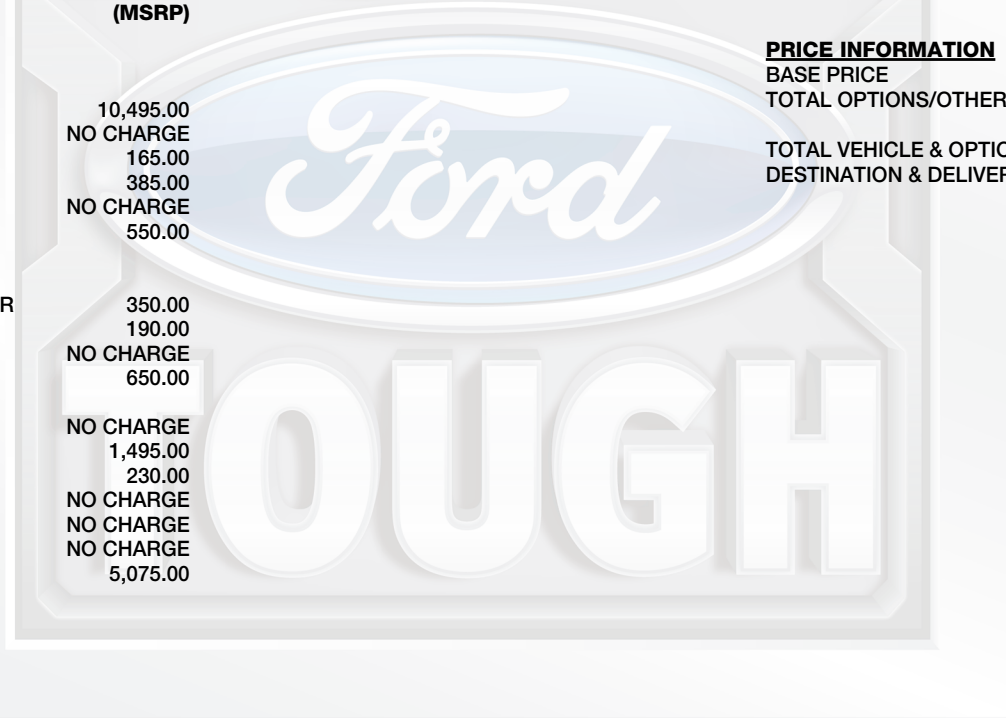 (MSRP)
10,495.00
NO CHARGE
165.00
385.00
NO CHARGE
550.00
R 350.00
190.00
NO CHARGE
650.00
NO CHARGE
1,495.00
230.00
NO CHARGE
NO CHARGE
NO CHARGE
5,075.00
PRICE INFORMATION
BASE PRICE
TOTAL OPTIONS/OTHER
TOTAL VEHICLE & OPTIO
DESTINATION & DELIVER
Ford
TOUGH